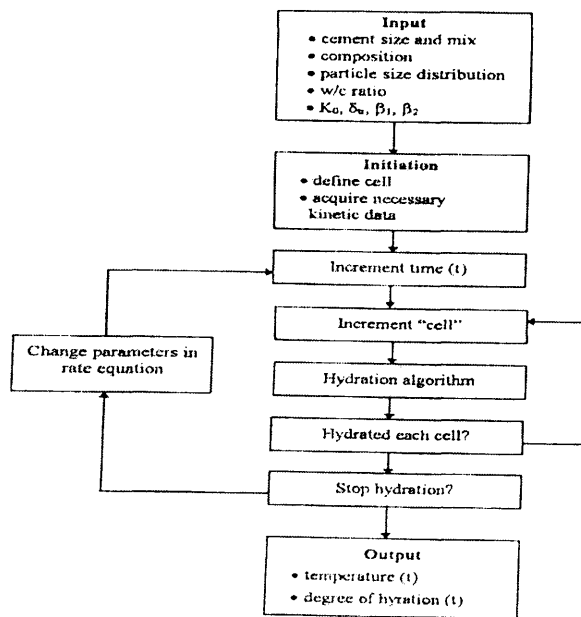 Input
• cement size and mix
• composition
• particle size distribution
• w/c ratio
• K₀, δₜᵣ, β₁, β₂
Initiation
• define cell
• acquire necessary
kinetic data
Increment time (t)
Increment "cell"
Change parameters in
rate equation
Hydration algorithm
Hydrated each cell?
Stop hydration?
Output
• temperature (t)
• degree of hyration (t)